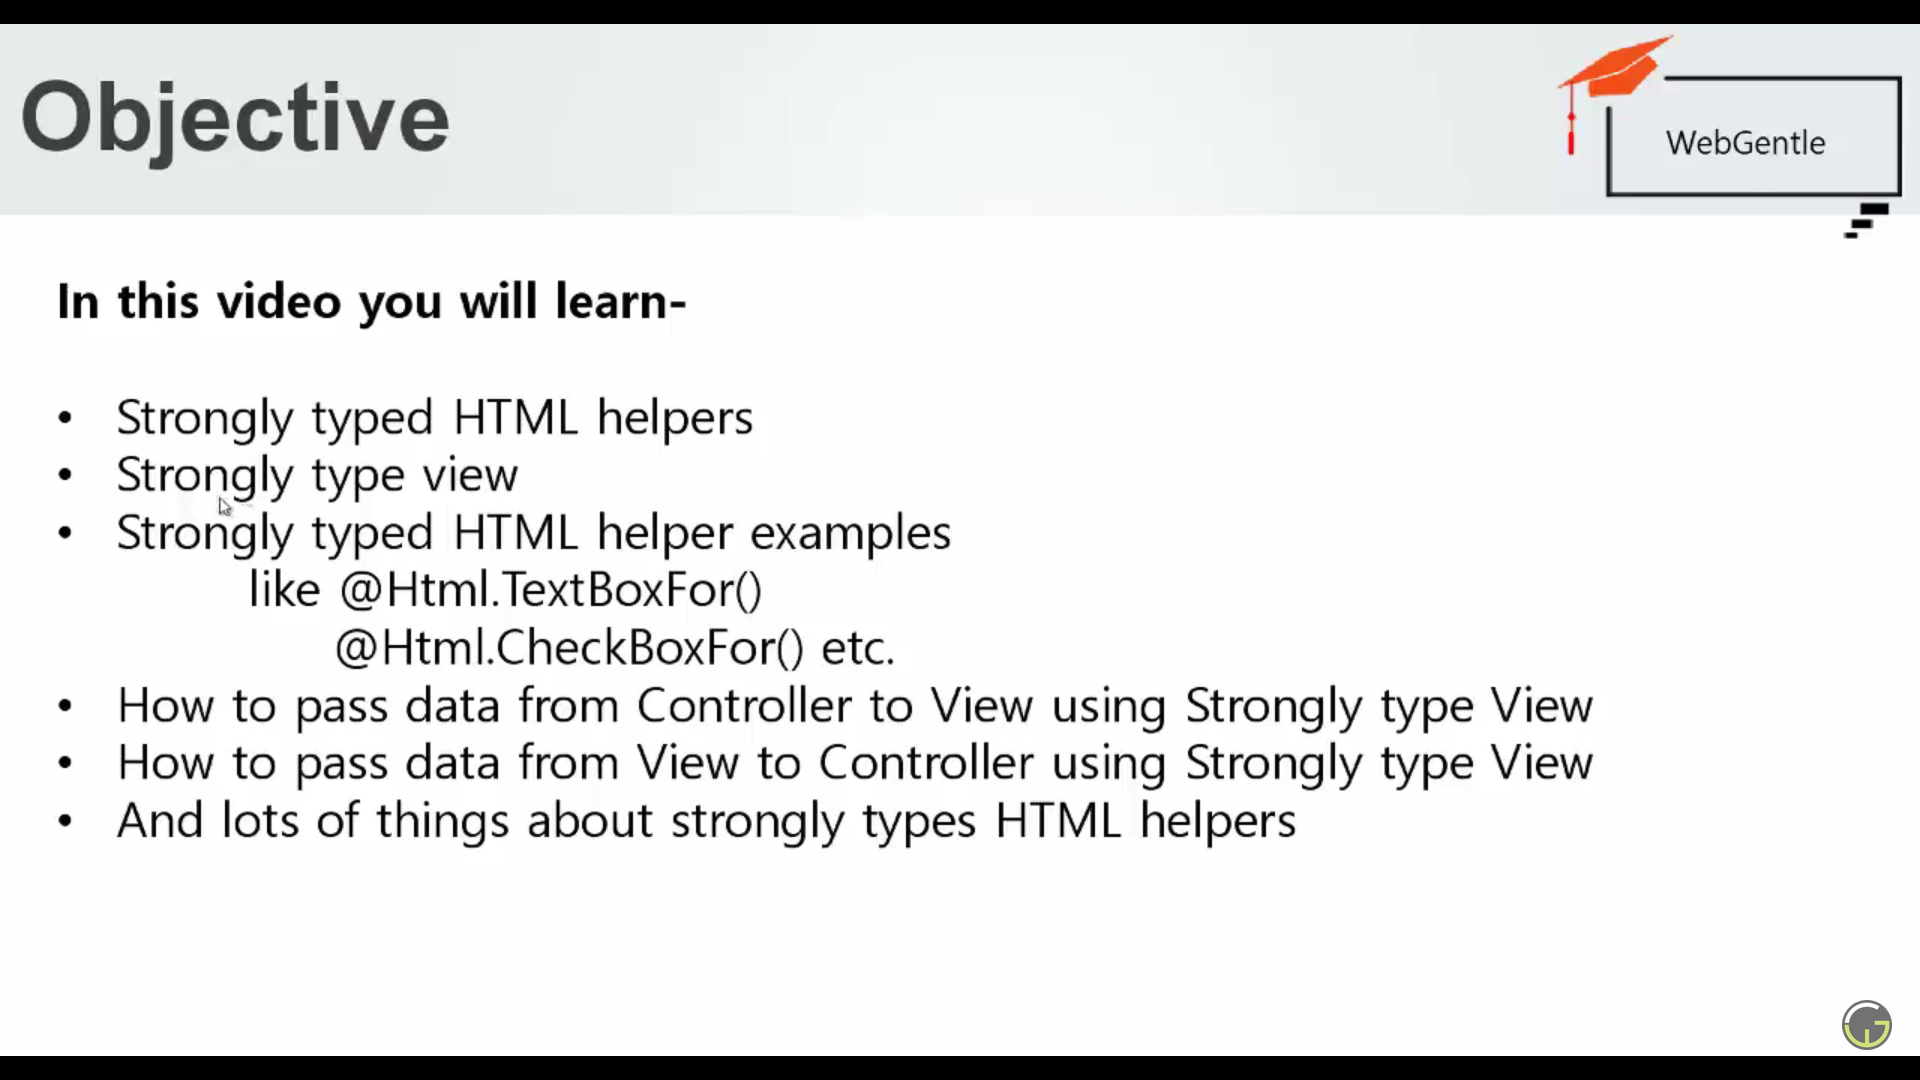 Objective
WebGentle
In this video you will learn-
• Strongly typed HTML helpers
• Strongly type view
• Strongly typed HTML helper examples
like @Html.TextBoxFor()
@Html.CheckBoxFor() etc.
• How to pass data from Controller to View using Strongly type View
• How to pass data from View to Controller using Strongly type View
• And lots of things about strongly types HTML helpers